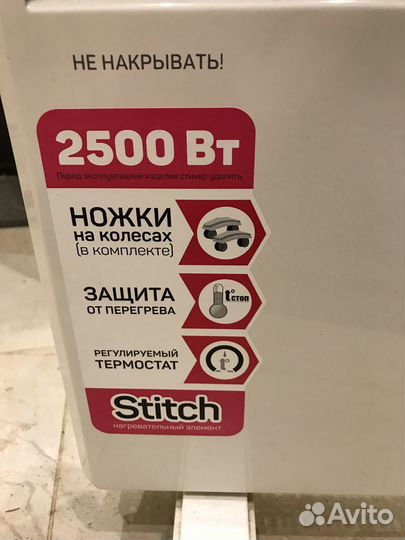 НЕ НАКРЫВАТЬ!
2500 Вт
Перед эксплуатацией изделия стикер удалить
НОЖКИ
на колесах
(в комплекте)
ЗАЩИТА
ОТ ПЕРЕГРЕВА
t° стоп
РЕГУЛИРУЕМЫЙ
ТЕРМОСТАТ
Stitch
нагревательный элемент
Avito